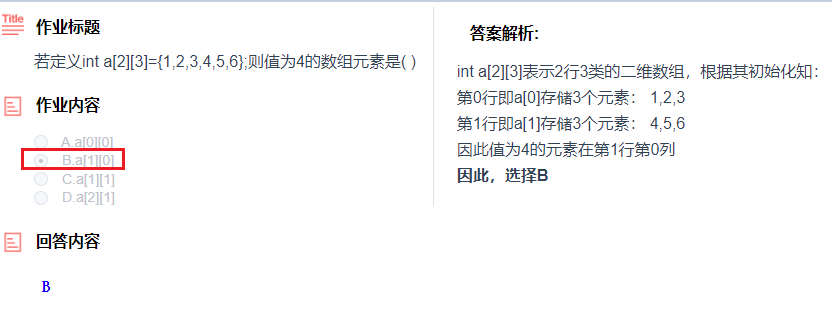 Title
作业标题
若定义int a[2][3]={1,2,3,4,5,6};则值为4的数组元素是( )
作业内容
A.a[0][0]
B.a[1][0]
C.a[1][1]
D.a[2][1]
回答内容
B
答案解析:
int a[2][3]表示2行3类的二维数组，根据其初始化知：
第0行即a[0]存储3个元素： 1,2,3
第1行即a[1]存储3个元素： 4,5,6
因此值为4的元素在第1行第0列
因此，选择B